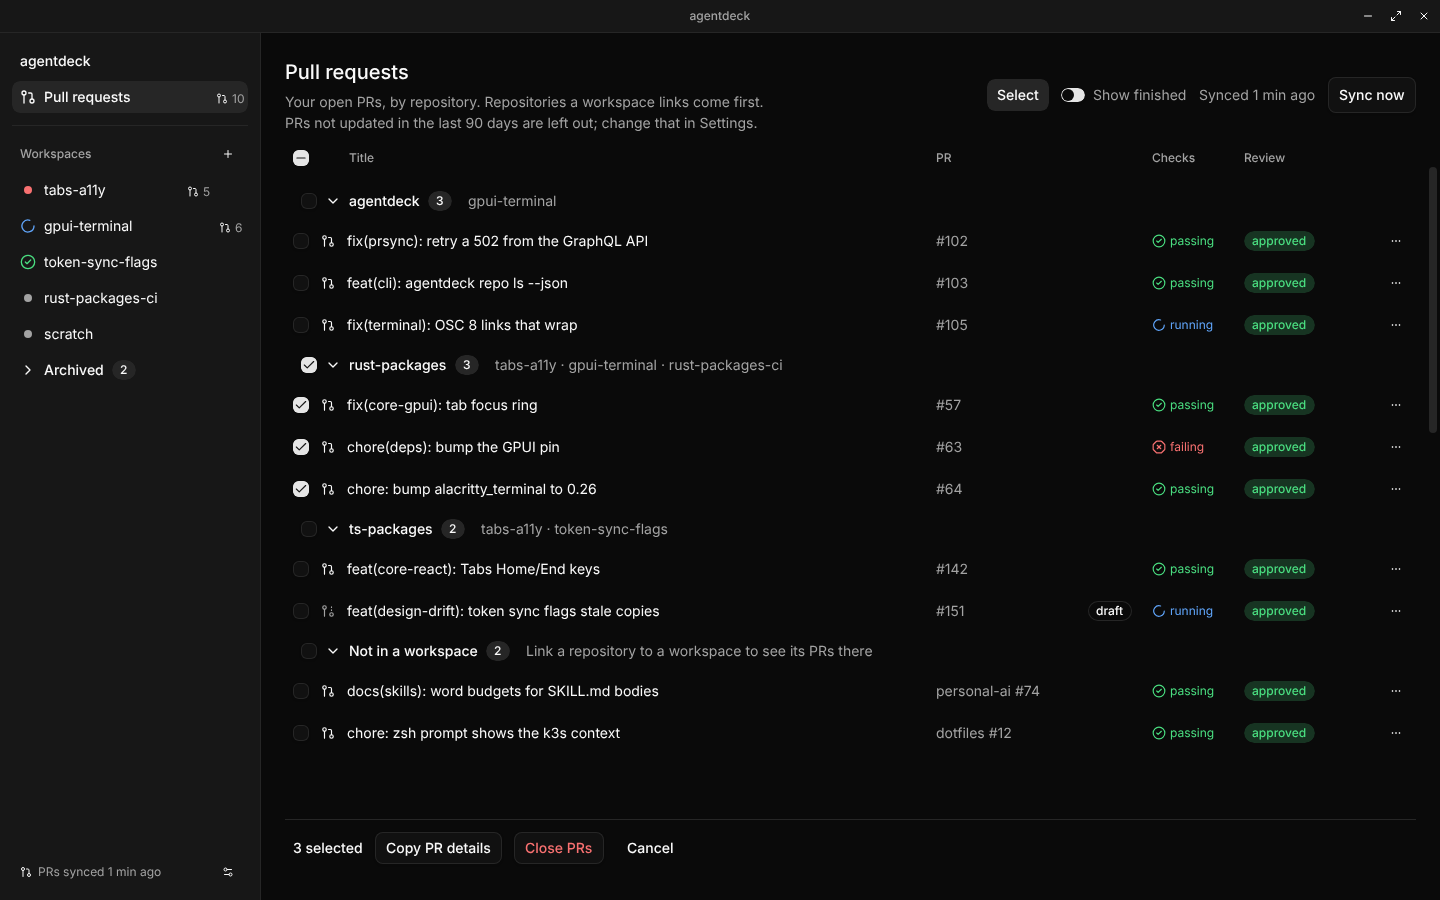 agentdeck
agentdeck
Pull requests 10
Workspaces
tabs-a11y 5
gpui-terminal 6
token-sync-flags
rust-packages-ci
scratch
Archived 2
PRs synced 1 min ago
Pull requests
Your open PRs, by repository. Repositories a workspace links come first.
PRs not updated in the last 90 days are left out; change that in Settings.
Select Show finished Synced 1 min ago Sync now
Title PR Checks Review
agentdeck 3 gpui-terminal
fix(prsync): retry a 502 from the GraphQL API #102 passing approved
feat(cli): agentdeck repo ls --json #103 passing approved
fix(terminal): OSC 8 links that wrap #105 running approved
rust-packages 3 tabs-a11y · gpui-terminal · rust-packages-ci
fix(core-gpui): tab focus ring #57 passing approved
chore(deps): bump the GPUI pin #63 failing approved
chore: bump alacritty_terminal to 0.26 #64 passing approved
ts-packages 2 tabs-a11y · token-sync-flags
feat(core-react): Tabs Home/End keys #142 passing approved
feat(design-drift): token sync flags stale copies #151 draft running approved
Not in a workspace 2 Link a repository to a workspace to see its PRs there
docs(skills): word budgets for SKILL.md bodies personal-ai #74 passing approved
chore: zsh prompt shows the k3s context dotfiles #12 passing approved
3 selected Copy PR details Close PRs Cancel